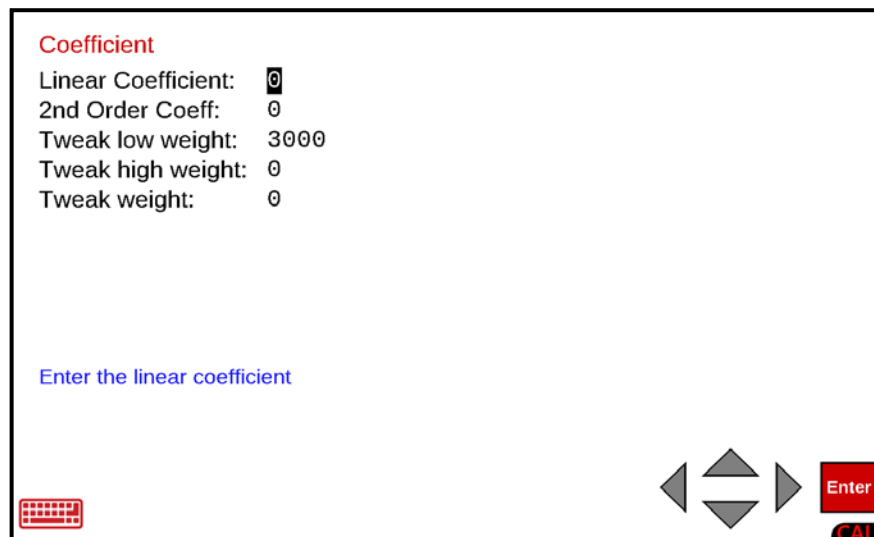 Coefficient
Linear Coefficient: 0
2nd Order Coeff: 0
Tweak low weight: 3000
Tweak high weight: 0
Tweak weight: 0
Enter the linear coefficient
Enter